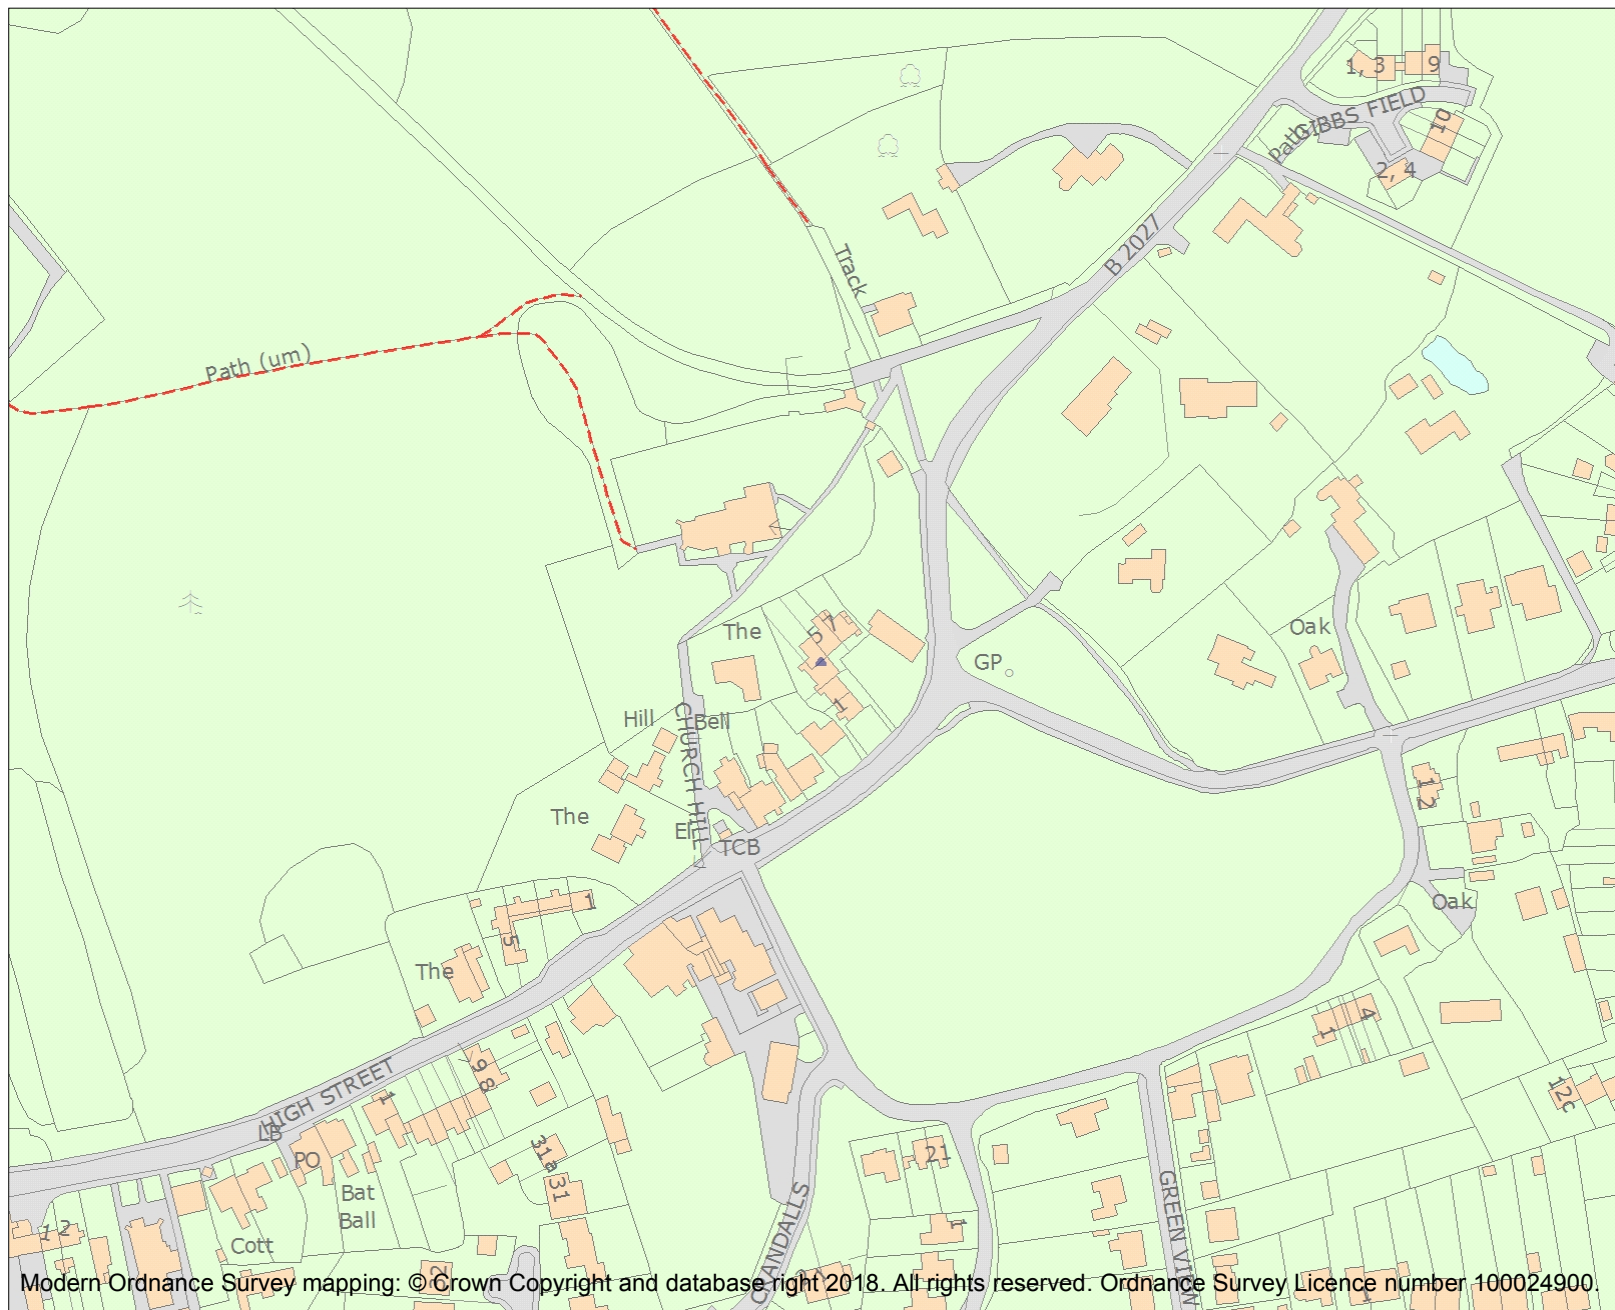 1, 3
9
GIBBS FIELD
10
Path
2, 4
B 2027
Track
Path (um)
The
5 7
Oak
GP
1
Hill
Bell
CHURCH HILL
1 2
The
El
TCB
1
5
Oak
The
4
1
9 8
1
12c
HIGH STREET
LB
PO
31a
31
21
Bat
Ball
GREEN VIEW
1 2
Cott
1
22
Modern Ordnance Survey mapping: © Crown Copyright and database right 2018. All rights reserved. Ordnance Survey Licence number 100024900.